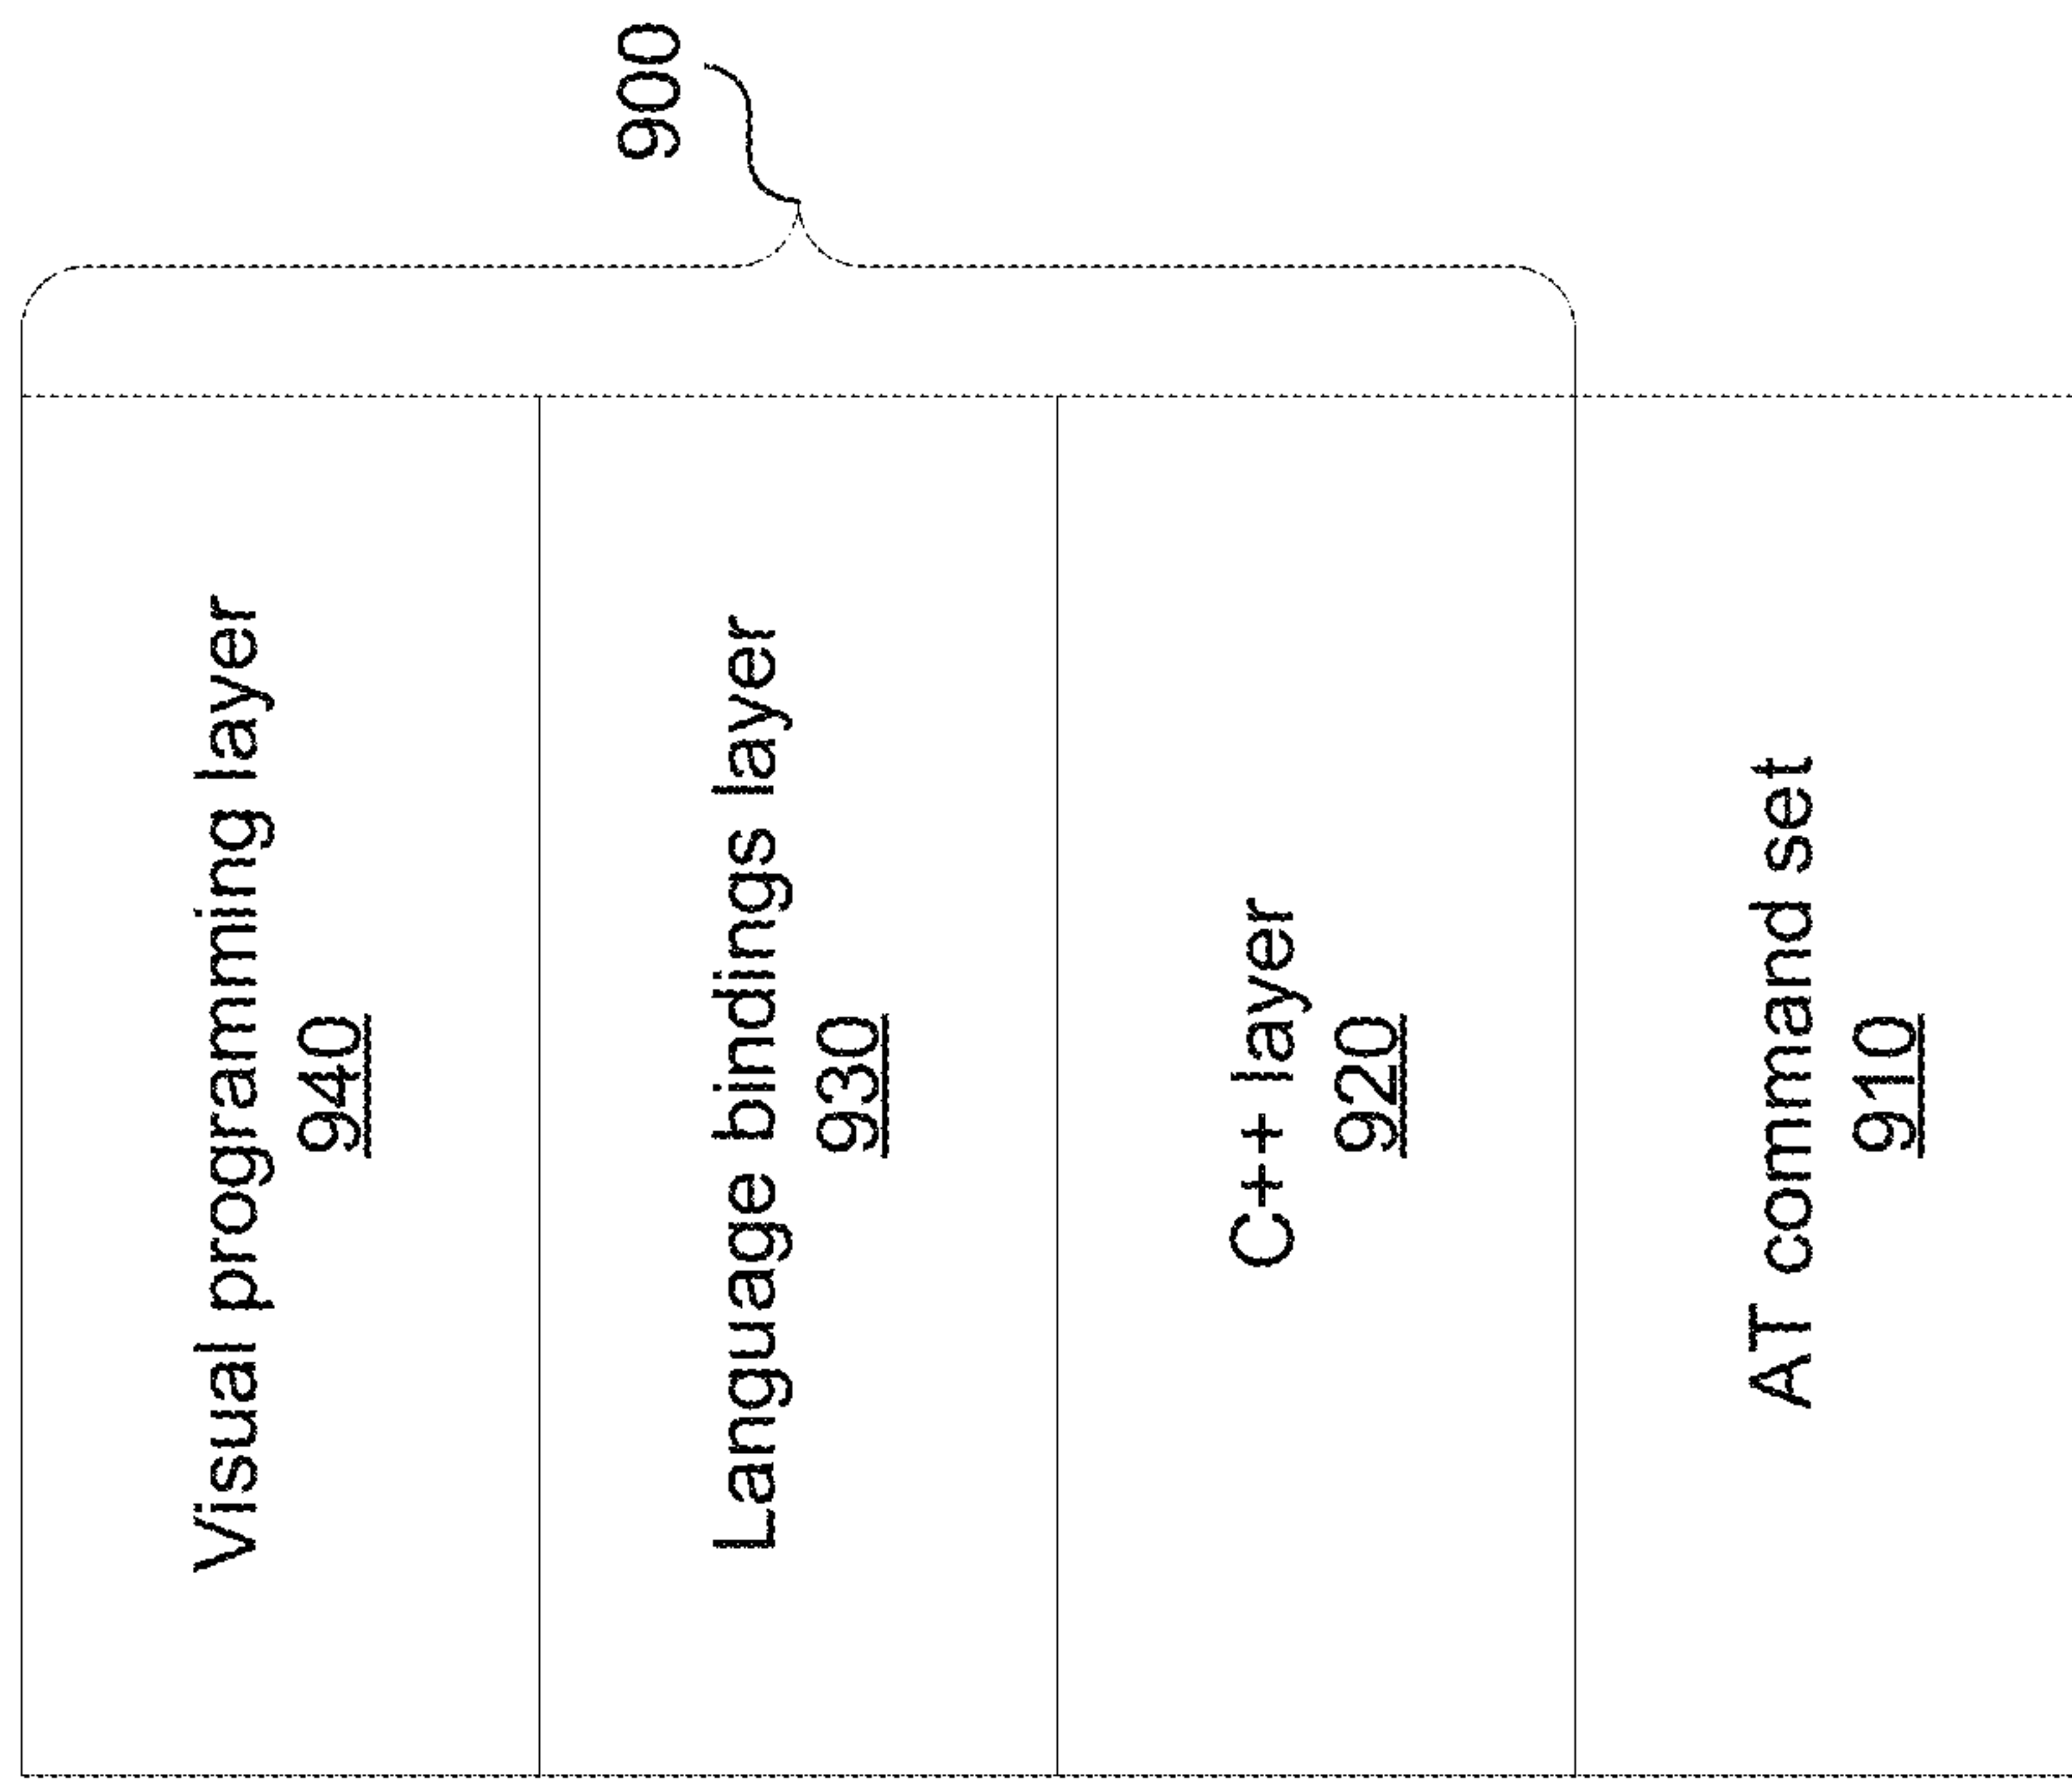 Visual programming layer
940
Language bindings layer
930
C++ layer
920
AT command set
910
900